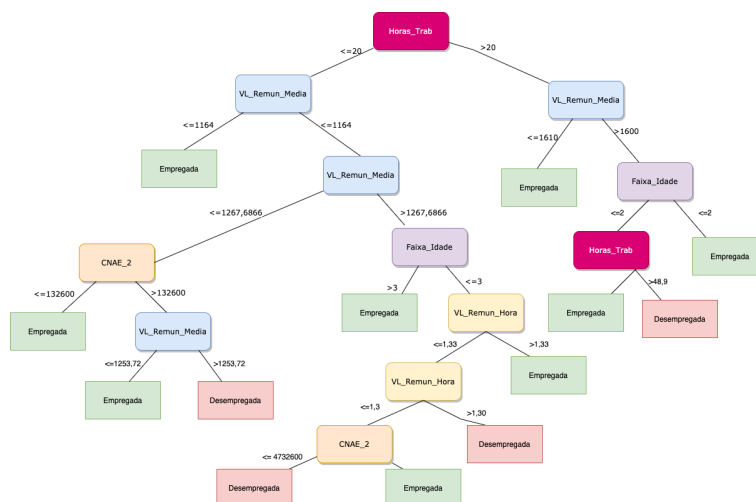 Horas_Trab
<=20
>20
VL_Remun_Media
VL_Remun_Media
<=1164
<=1164
<=1610
>1600
Empregada
VL_Remun_Media
Empregada
Faixa_Idade
<=1267,6866
>1267,6866
<=2
<=2
CNAE_2
Faixa_Idade
Horas_Trab
Empregada
<=132600
>132600
>3
<=3
>48,9
Empregada
VL_Remun_Media
Empregada
VL_Remun_Hora
Empregada
Desempregada
<=1253,72
>1253,72
<=1,33
>1,33
Empregada
Desempregada
VL_Remun_Hora
Empregada
<=1,3
>1,30
CNAE_2
Desempregada
<= 4732600
Desempregada
Empregada